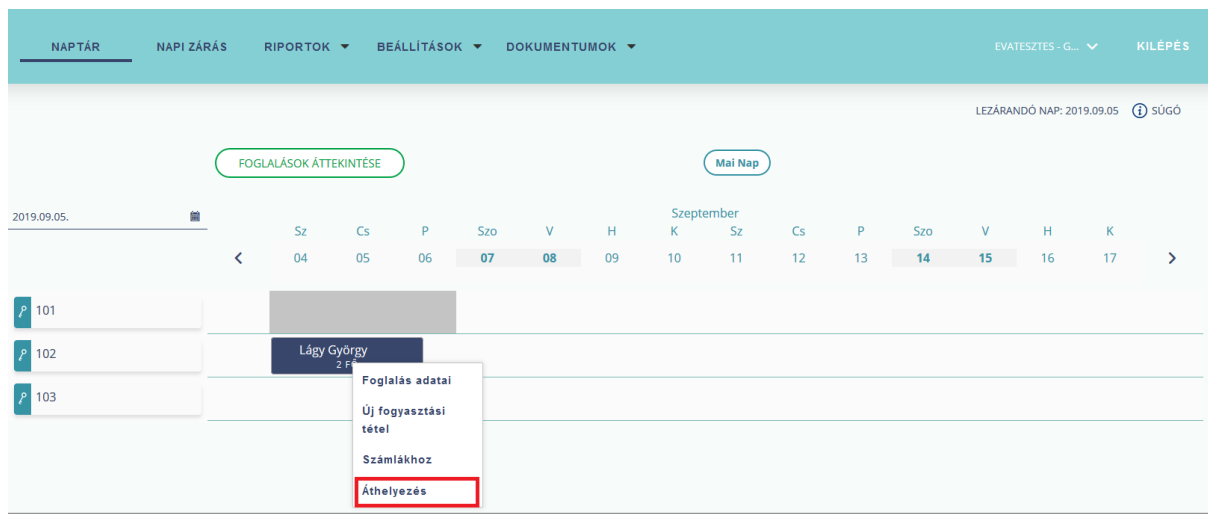 NAPTÁR NAPI ZÁRÁS RIPORTOK BEÁLLÍTÁSOK DOKUMENTUMOK EVATESZTES - G... KILÉPÉS
LEZÁRANDÓ NAP: 2019.09.05 i SÚGÓ
FOGLALÁSOK ÁTTEKINTÉSE Mai Nap
2019.09.05. Szeptember
Sz Cs P Szo V H K Sz Cs P Szo V H K
< 04 05 06 07 08 09 10 11 12 13 14 15 16 17 >
101
102 Lágy György
2 FŐ
Foglalás adatai
103
Új fogyasztási
tétel
Számlákhoz
Áthelyezés